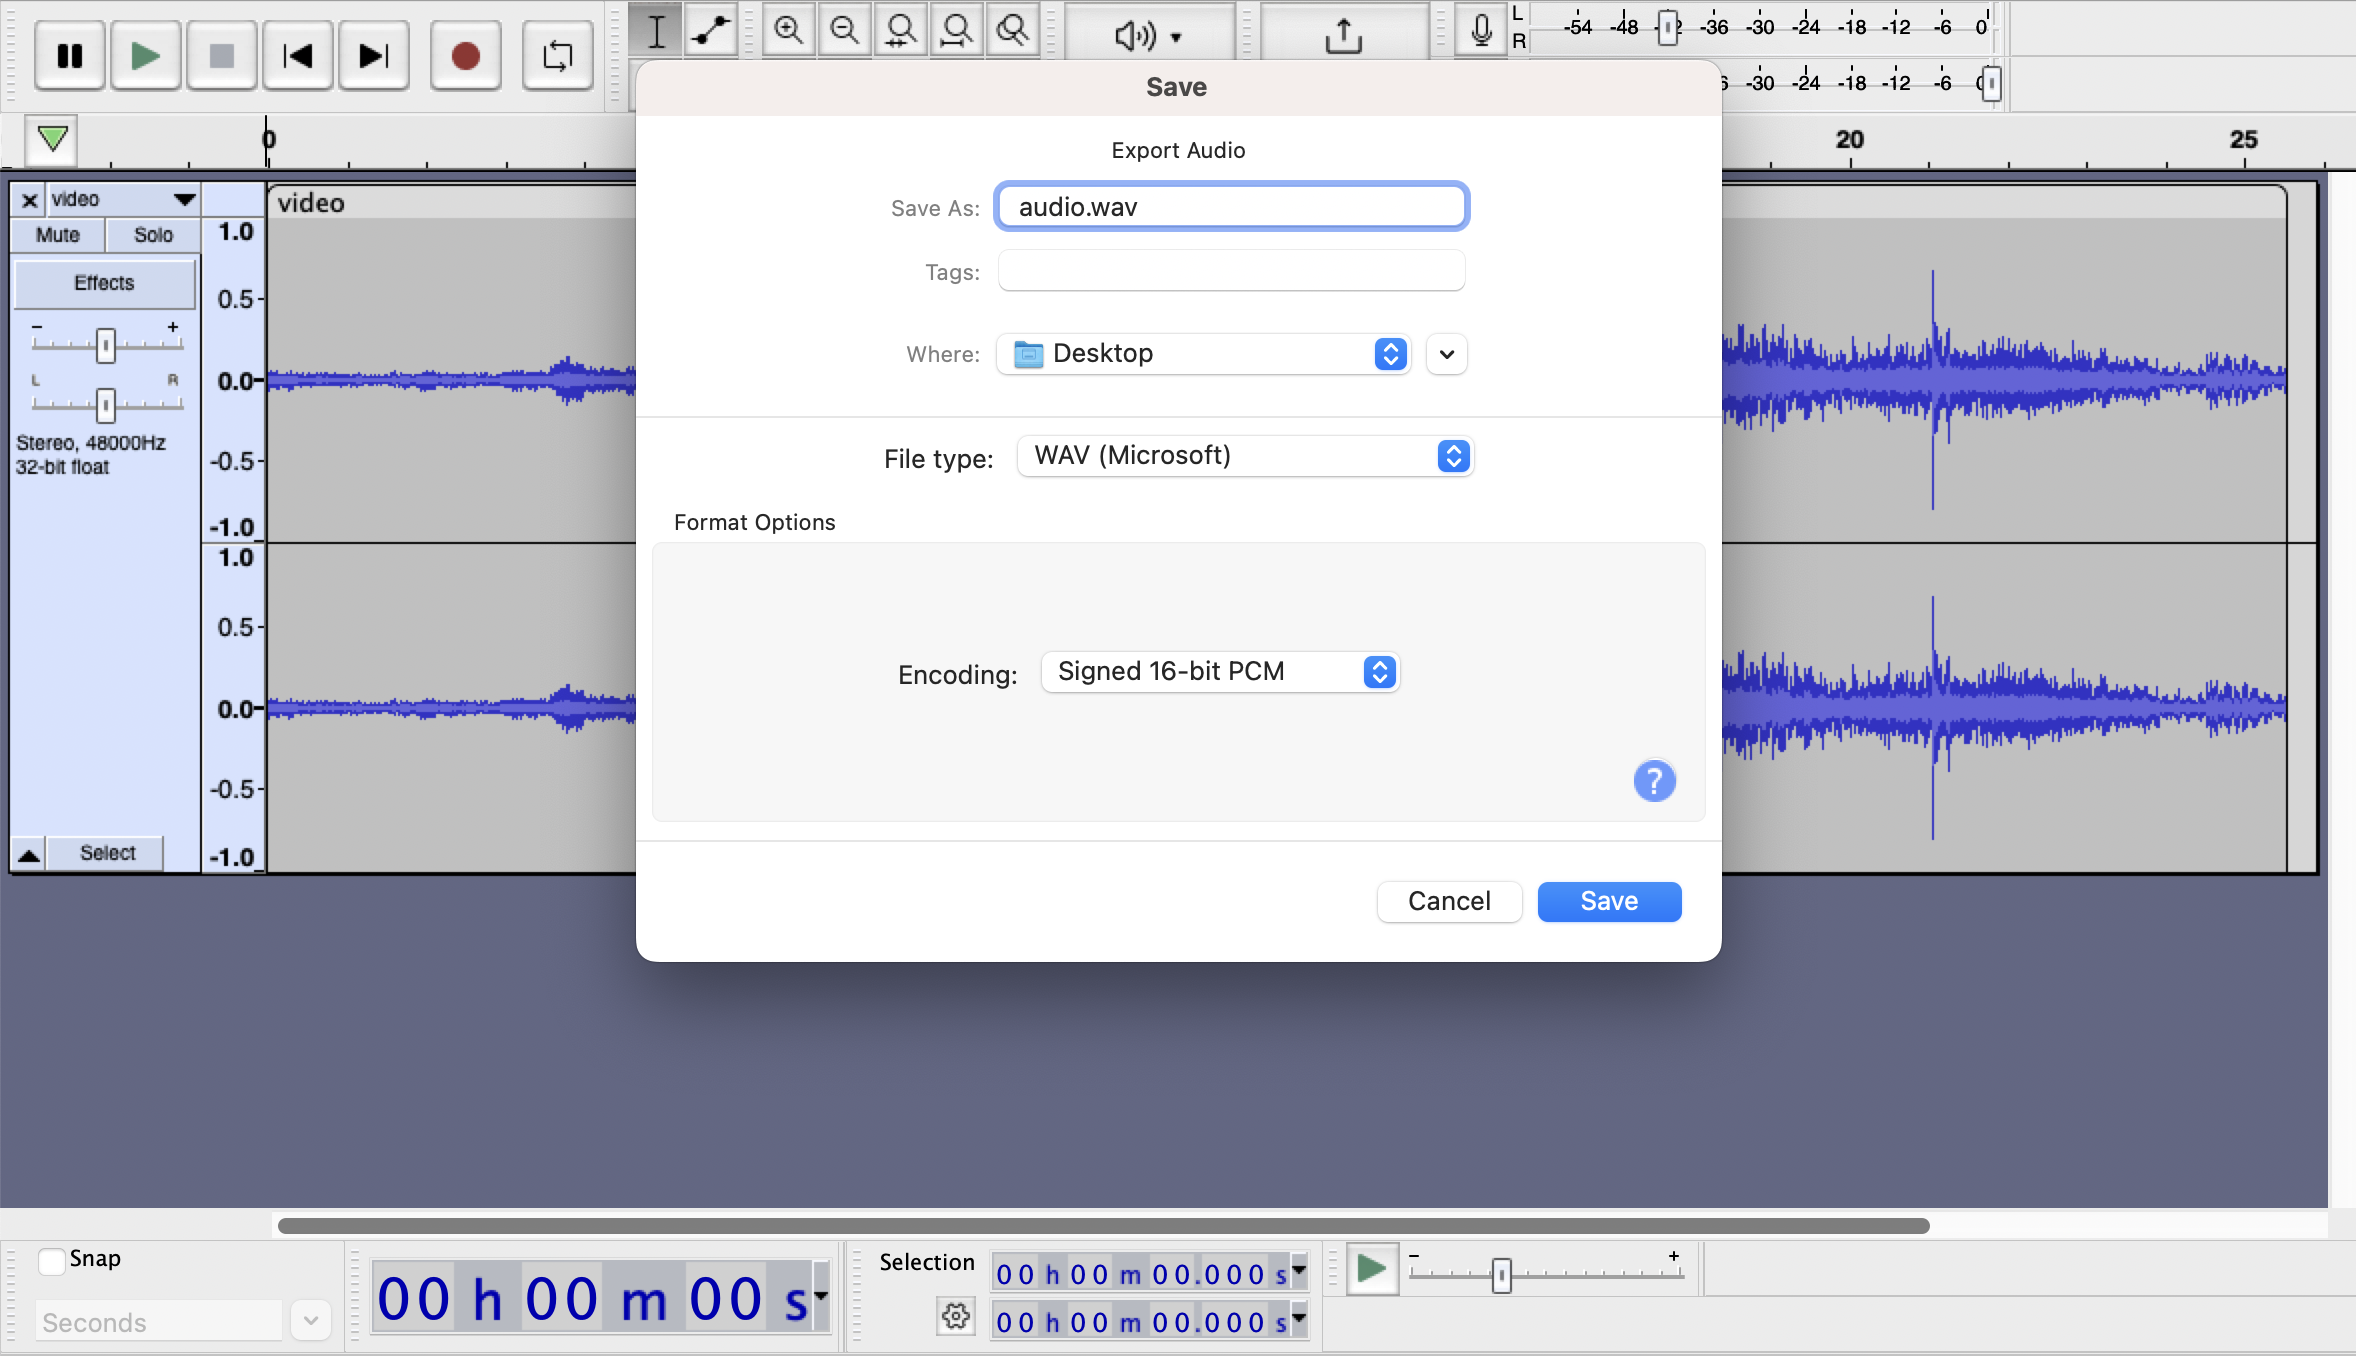 L
R
-54 -48 -36 -30 -24 -18 -12 -6 0
-30 -24 -18 -12 -6
Save
0
20
25
Export Audio
Save As: audio.wav
Tags:
Where: Desktop
File type: WAV (Microsoft)
Format Options
Encoding: Signed 16-bit PCM
?
Cancel
Save
video
video
Mute
Solo
Effects
- +
L R
Stereo, 48000Hz
32-bit float
Select
1.0
0.5
0.0
-0.5
-1.0
1.0
0.5
0.0
-0.5
-1.0
Snap
Seconds
00 h 00 m 00 s
Selection
00 h 00 m 00.000 s
00 h 00 m 00.000 s
- +